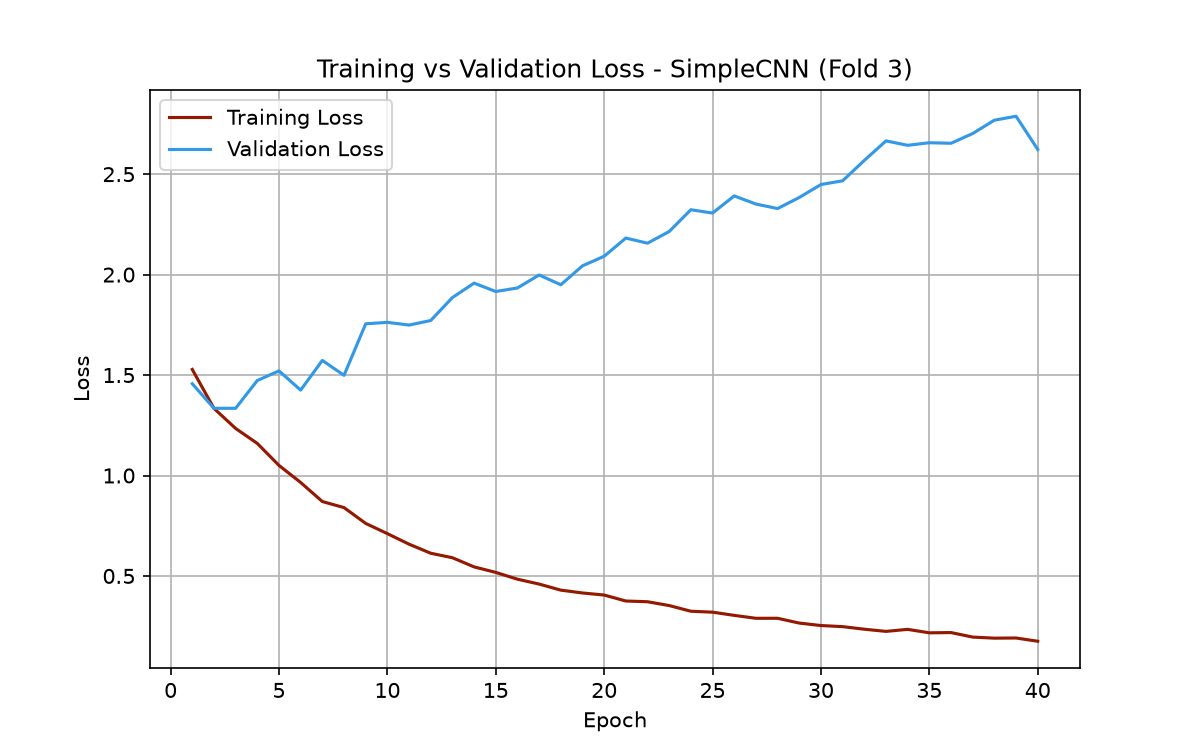 Training vs Validation Loss - SimpleCNN (Fold 3)
Training Loss
Validation Loss
2.5
2.0
1.5
1.0
0.5
Loss
0 5 10 15 20 25 30 35 40
Epoch